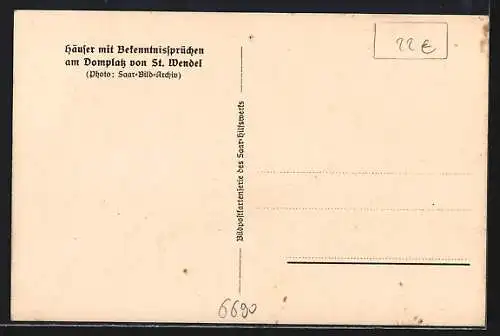 Häuser mit Bekenntnissprüchen
am Domplatz von St. Wendel
(Photo: Saar-Bild-Archiv)
Bildpostkartenserie des Saar-Hilfswerks
22 €
6690